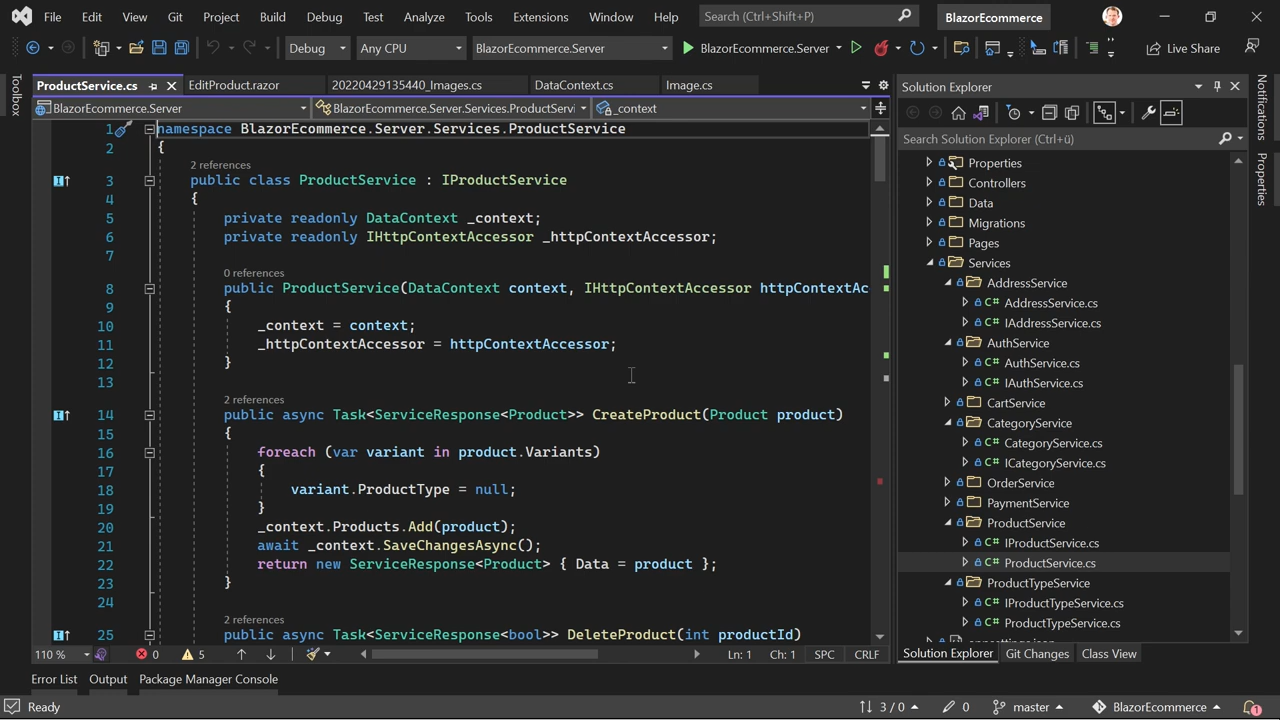 File Edit View Git Project Build Debug Test Analyze Tools Extensions Window Help Search (Ctrl+Shift+P) BlazorEcommerce
Debug Any CPU BlazorEcommerce.Server BlazorEcommerce.Server Live Share
Toolbox
ProductService.cs EditProduct.razor 20220429135440_Images.cs DataContext.cs Image.cs
BlazorEcommerce.Server BlazorEcommerce.Server.Services.ProductServi _context
1 namespace BlazorEcommerce.Server.Services.ProductService
2 {
2 references
3 public class ProductService : IProductService
4 {
5 private readonly DataContext _context;
6 private readonly IHttpContextAccessor _httpContextAccessor;
7
0 references
8 public ProductService(DataContext context, IHttpContextAccessor httpContextAc
9 {
10 _context = context;
11 _httpContextAccessor = httpContextAccessor;
12 }
13
2 references
14 public async Task<ServiceResponse<Product>> CreateProduct(Product product)
15 {
16 foreach (var variant in product.Variants)
17 {
18 variant.ProductType = null;
19 }
20 _context.Products.Add(product);
21 await _context.SaveChangesAsync();
22 return new ServiceResponse<Product> { Data = product };
23 }
24
2 references
25 public async Task<ServiceResponse<bool>> DeleteProduct(int productId)
110 % 0 5 Ln: 1 Ch: 1 SPC CRLF
Solution Explorer
Search Solution Explorer (Ctrl+ü)
Properties
Controllers
Data
Migrations
Pages
Services
AddressService
C# AddressService.cs
C# IAddressService.cs
AuthService
C# AuthService.cs
C# IAuthService.cs
CartService
CategoryService
C# CategoryService.cs
C# ICategoryService.cs
OrderService
PaymentService
ProductService
C# IProductService.cs
C# ProductService.cs
ProductTypeService
C# IProductTypeService.cs
C# ProductTypeService.cs
Solution Explorer Git Changes Class View
Notifications
Properties
Error List Output Package Manager Console
Ready 3 / 0 0 master BlazorEcommerce 1